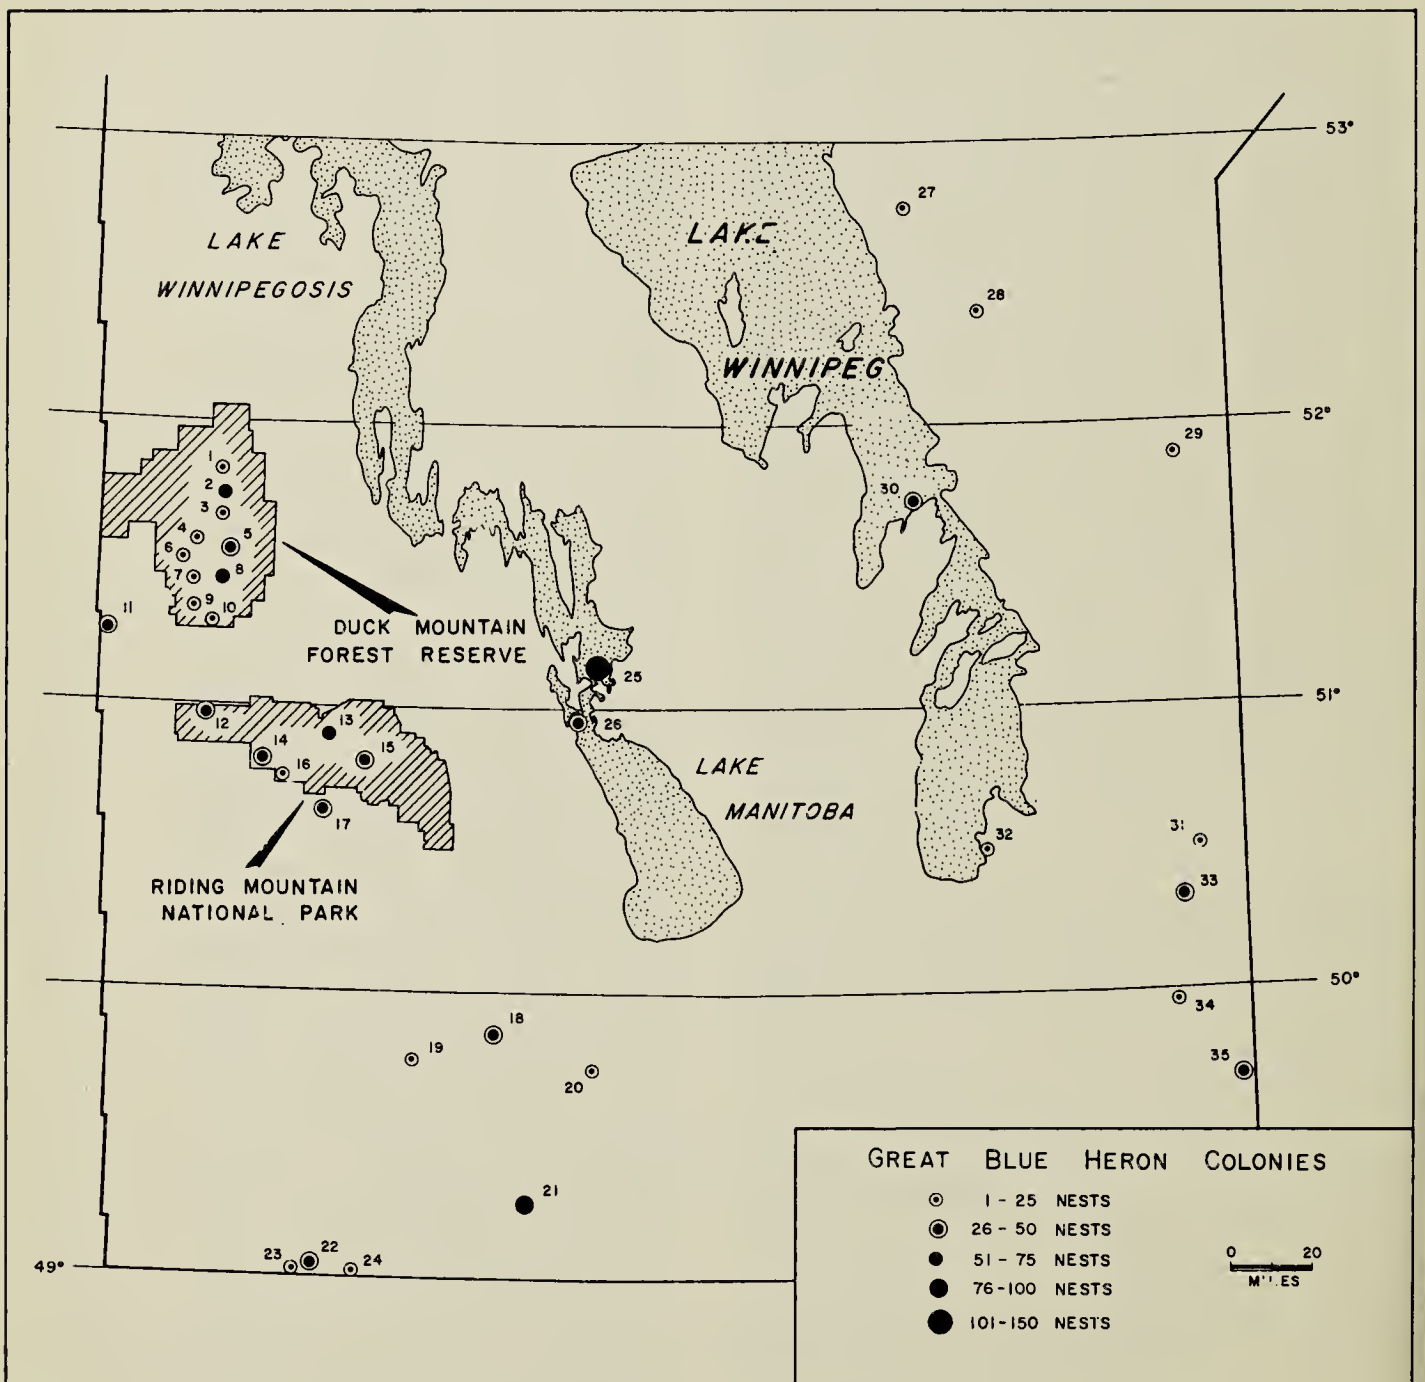 53°
27
LAKE
LAKE
WINNIPEGOSIS
28
WINNIPEG
52°
29
1
2
30
3
4
5
6
7
8
9
10
11
DUCK MOUNTAIN
FOREST RESERVE
25
51°
12
26
13
14
15
16
LAKE
MANITOBA
17
31
32
33
RIDING MOUNTAIN
NATIONAL PARK
50°
34
18
19
35
20
21
GREAT BLUE HERON COLONIES
1 - 25 NESTS
26 - 50 NESTS
51 - 75 NESTS
76-100 NESTS
101-150 NESTS
0 20
MILES
22
23
24
49°